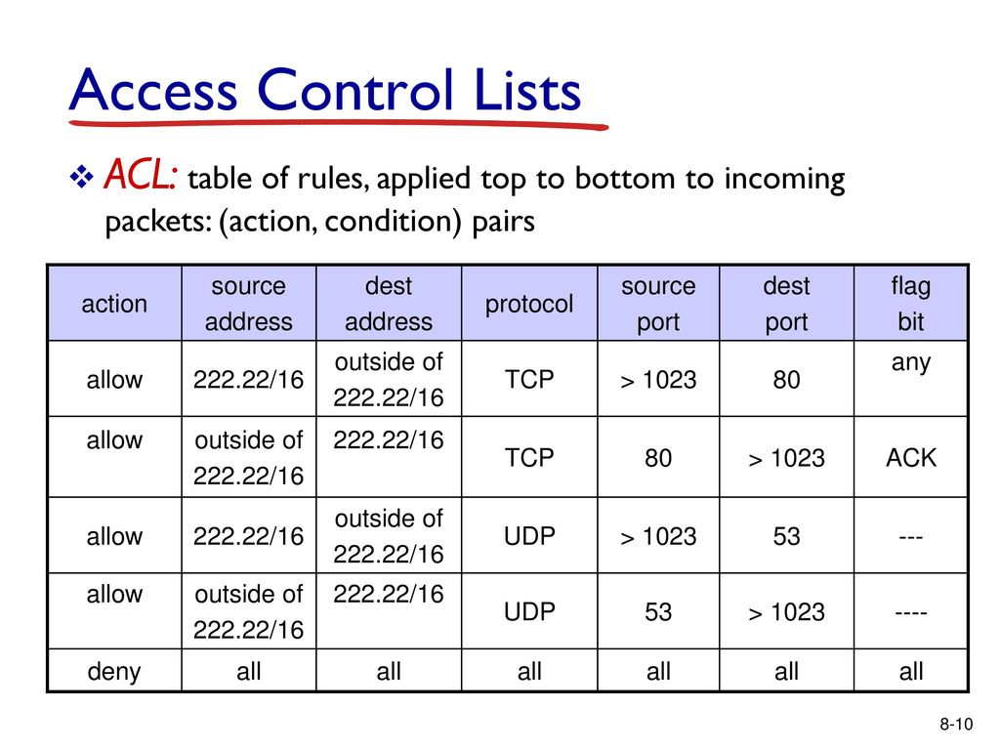 Access Control Lists
❖ ACL: table of rules, applied top to bottom to incoming
packets: (action, condition) pairs
action source address dest address protocol source port dest port flag bit
allow 222.22/16 outside of 222.22/16 TCP > 1023 80 any
allow outside of 222.22/16 222.22/16 TCP 80 > 1023 ACK
allow 222.22/16 outside of 222.22/16 UDP > 1023 53 ---
allow outside of 222.22/16 222.22/16 UDP 53 > 1023 ----
deny all all all all all all
8-10